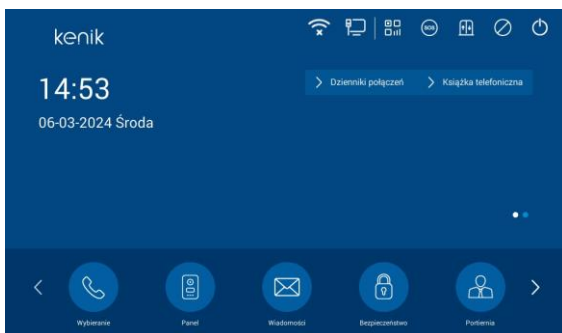 kenik
SOS
14:53
Dzienniki połączeń
Książka telefoniczna
06-03-2024 Środa
Wybieranie
Panel
Wiadomości
Bezpieczeństwo
Portiernia